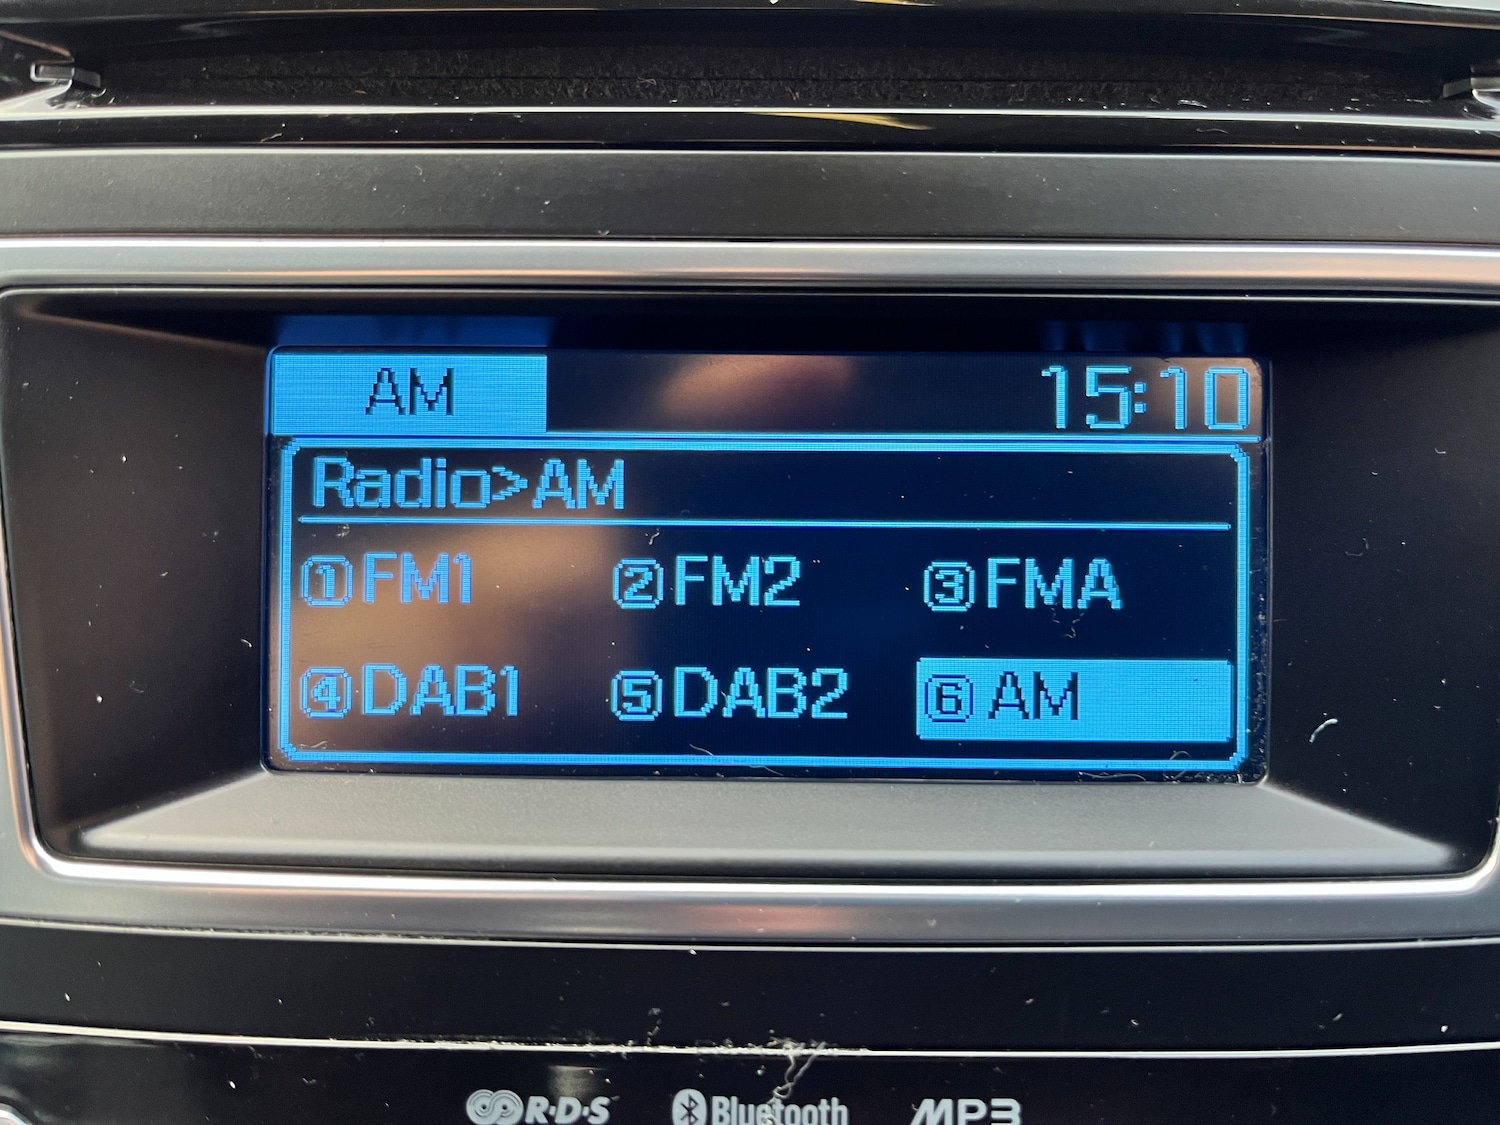 AM 15:10
Radio>AM
①FM1 ②FM2 ③FMA
④DAB1 ⑤DAB2 ⑥AM
R·D·S Bluetooth MP3